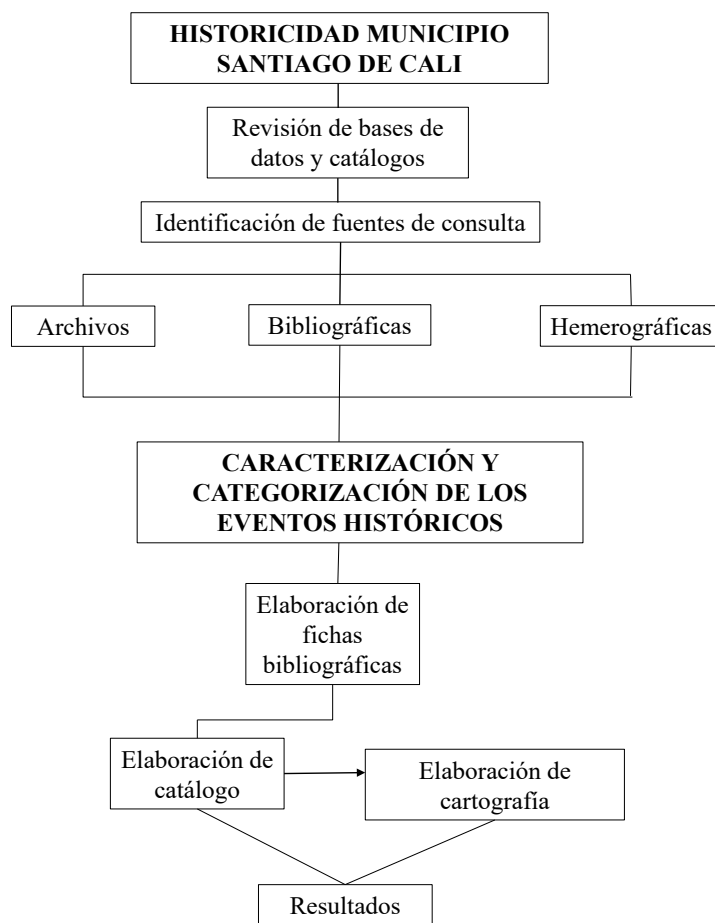 HISTORICIDAD MUNICIPIO
SANTIAGO DE CALI
Revisión de bases de
datos y catálogos
Identificación de fuentes de consulta
Archivos
Bibliográficas
Hemerográficas
CARACTERIZACIÓN Y
CATEGORIZACIÓN DE LOS
EVENTOS HISTÓRICOS
Elaboración de
fichas
bibliográficas
Elaboración de
catálogo
Elaboración de
cartografía
Resultados